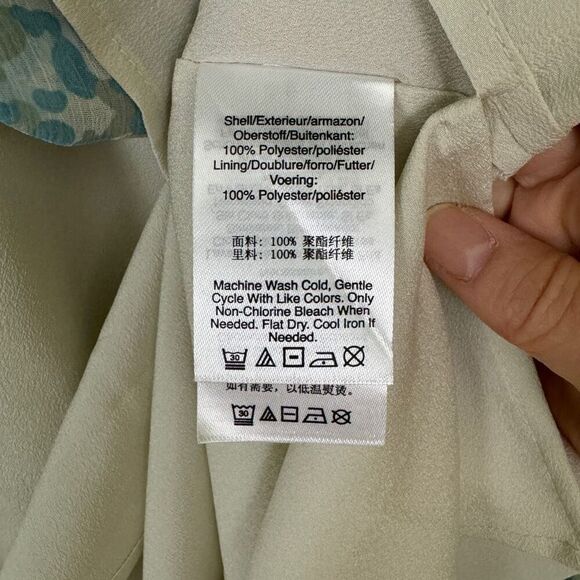 Shell/Exterieur/armazon/
Oberstoff/Buitenkant:
100% Polyester/poliéster
Lining/Doublure/forro/Futter/
Voering:
100% Polyester/poliéster
面料: 100% 聚酯纤维
里料: 100% 聚酯纤维
Machine Wash Cold, Gentle
Cycle With Like Colors. Only
Non-Chlorine Bleach When
Needed. Flat Dry. Cool Iron If
Needed.
30
如有需要, 以低温熨烫。
30